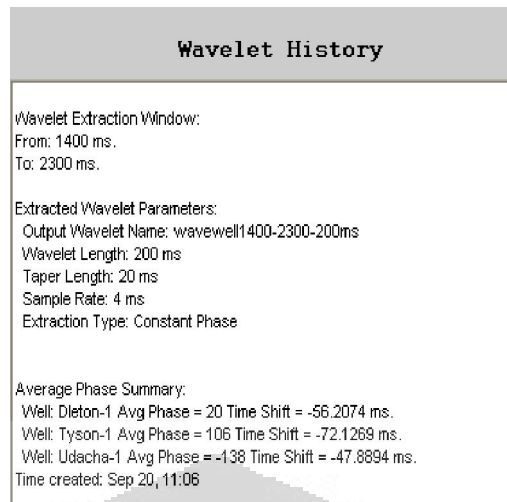 Wavelet History
Wavelet Extraction Window:
From: 1400 ms.
To: 2300 ms.
Extracted Wavelet Parameters:
Output Wavelet Name: wavewell1400-2300-200ms
Wavelet Length: 200 ms
Taper Length: 20 ms
Sample Rate: 4 ms
Extraction Type: Constant Phase
Average Phase Summary:
Well: Dleton-1 Avg Phase = 20 Time Shift = -56.2074 ms.
Well: Tyson-1 Avg Phase = 106 Time Shift = -72.1269 ms.
Well: Udacha-1 Avg Phase = -138 Time Shift = -47.8894 ms.
Time created: Sep 20, 11:06